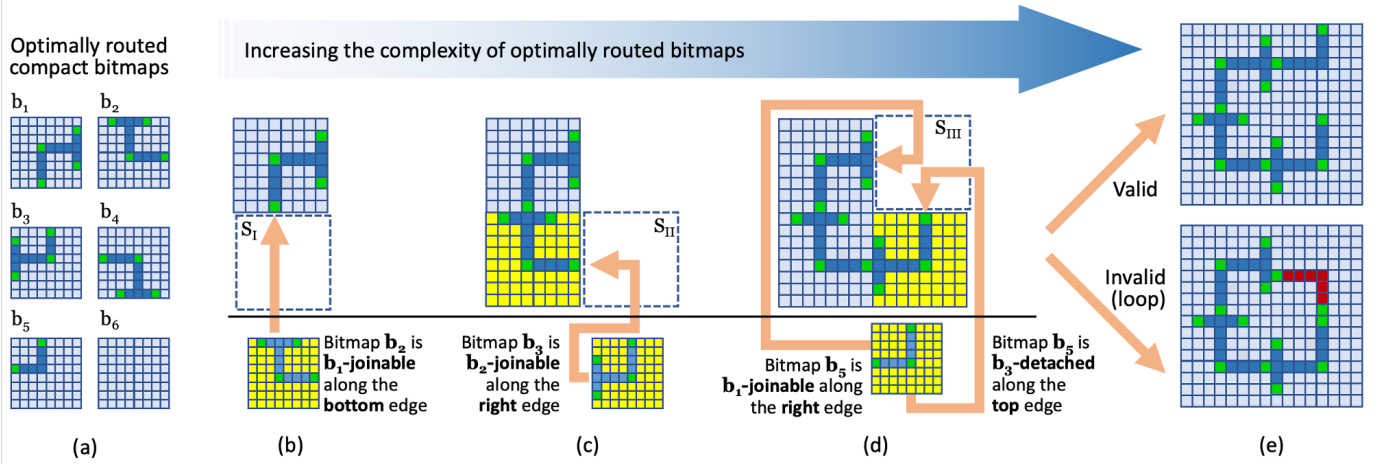 Optimally routed
compact bitmaps
Increasing the complexity of optimally routed bitmaps
b1
b2
b3
b4
b5
b6
SI
SII
SIII
Valid
Invalid
(loop)
Bitmap b2 is
b1-joinable
along the
bottom edge
Bitmap b3 is
b2-joinable
along the
right edge
Bitmap b5 is
b1-joinable along
the right edge
Bitmap b5 is
b3-detached
along the
top edge
(a)
(b)
(c)
(d)
(e)